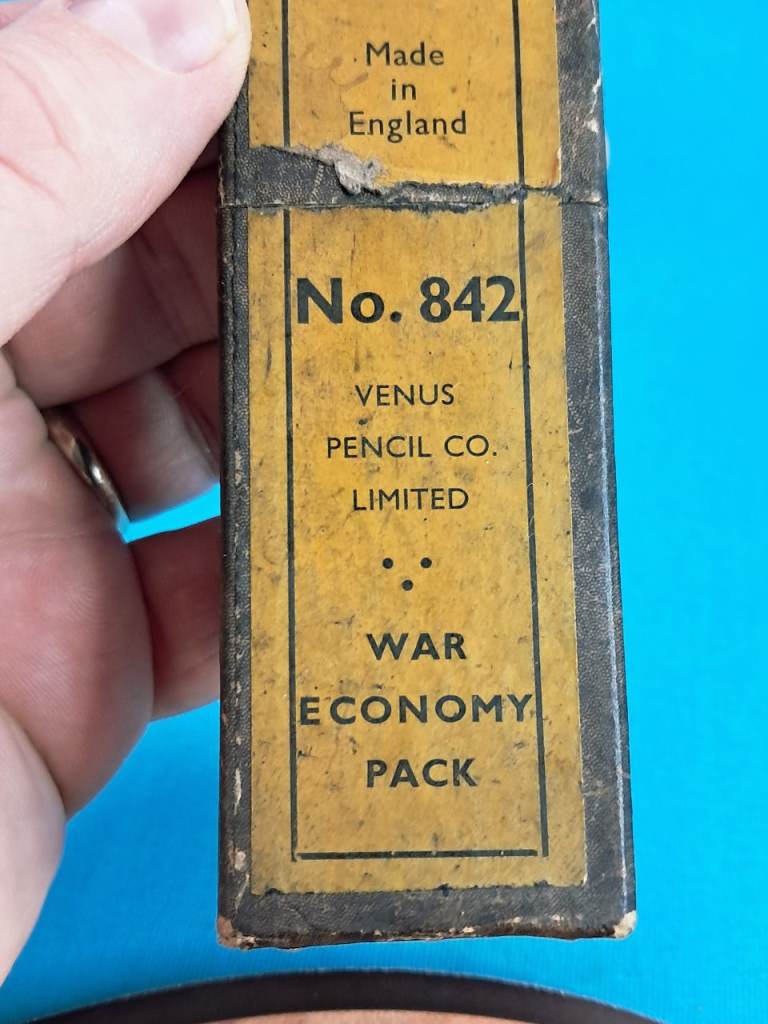 Made
in
England
No. 842
VENUS
PENCIL CO.
LIMITED
WAR
ECONOMY
PACK